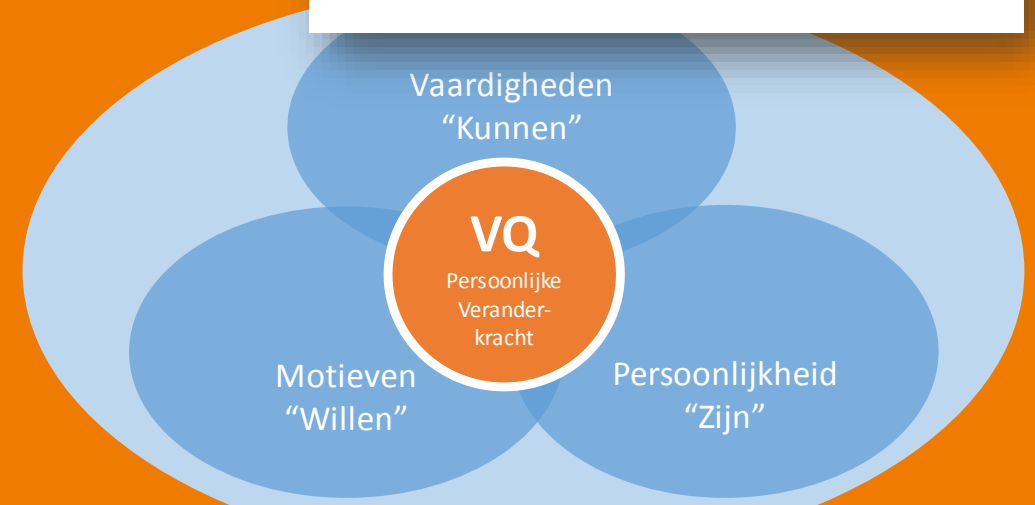 Vaardigheden
“Kunnen”
VQ
Persoonlijke
Verander-
kracht
Motieven
“Willen”
Persoonlijkheid
“Zijn”